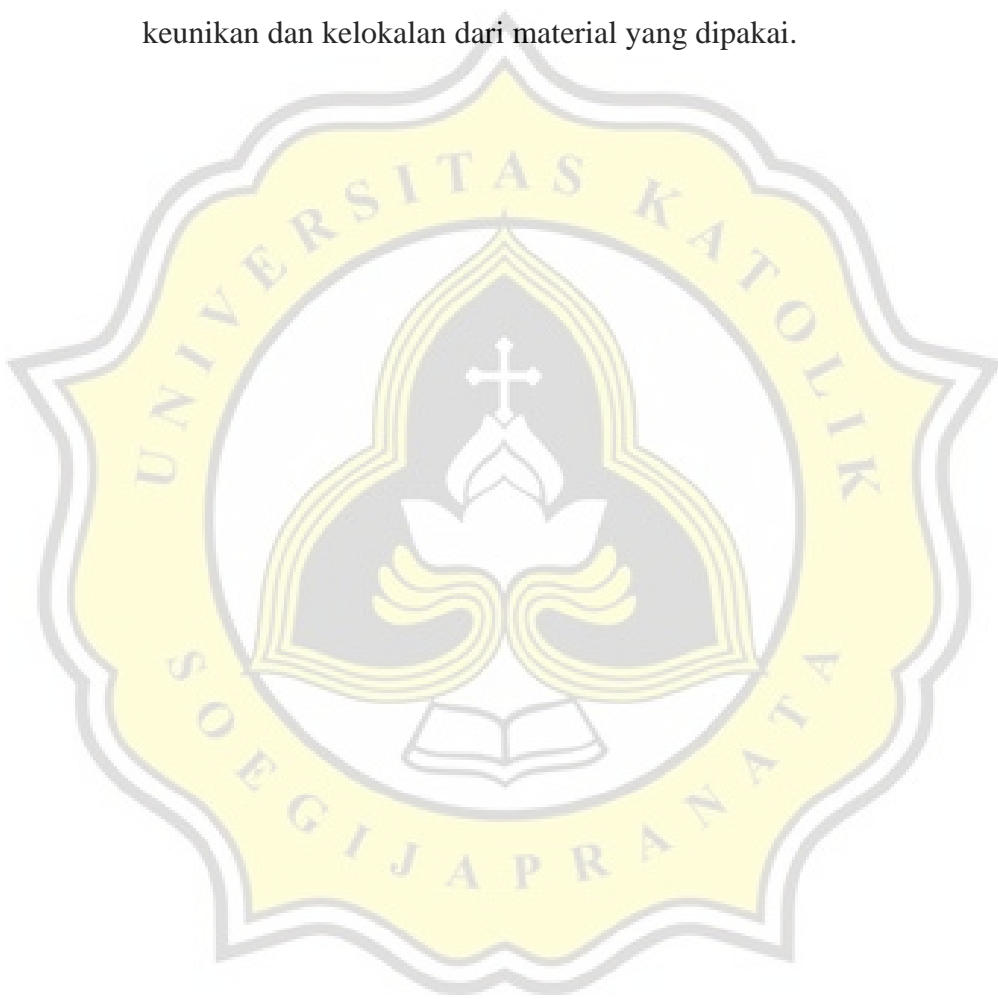 keunikan dan kelokalan dari material yang dipakai.
UNIVERSITAS KATOLIK
SOEGIJAPRANATA